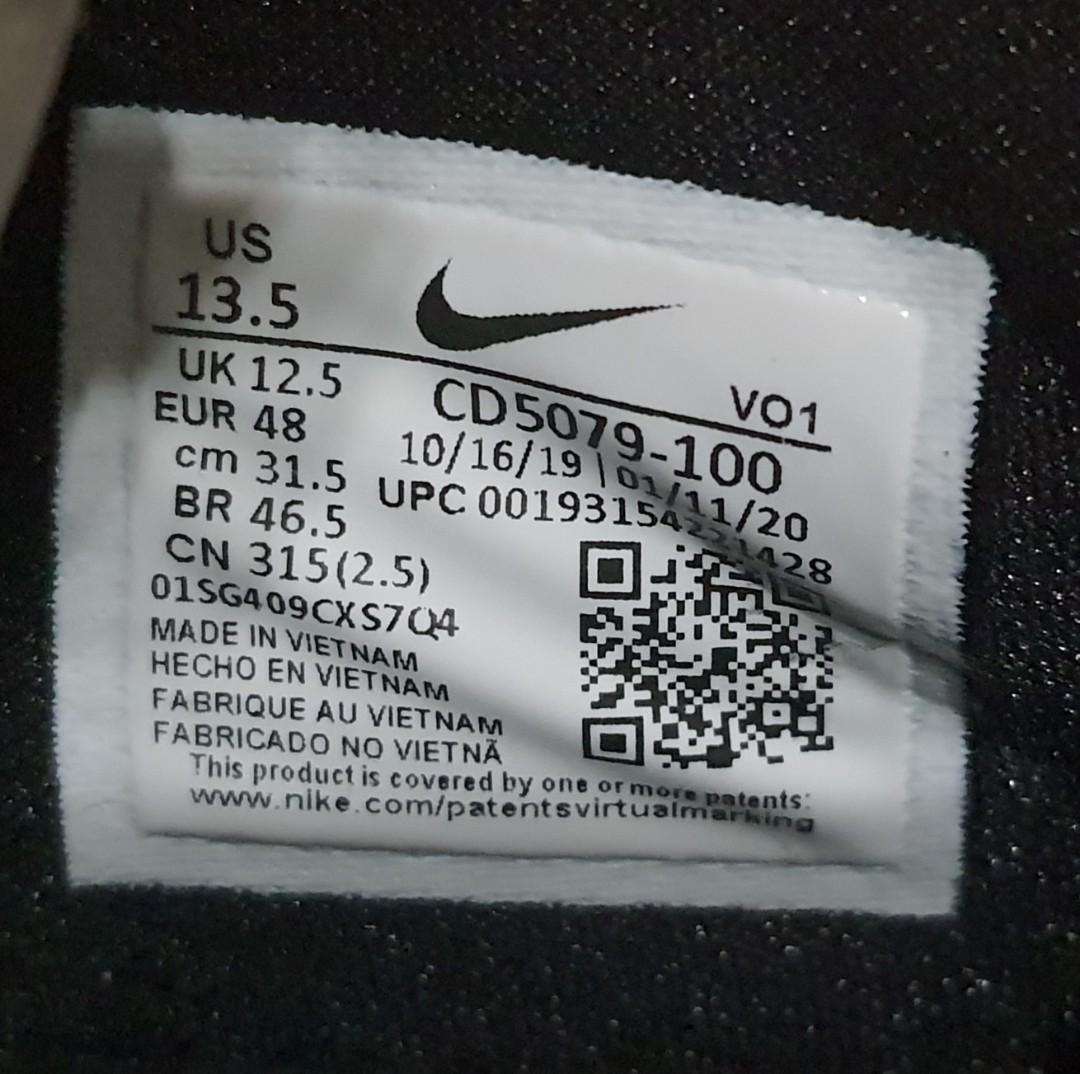 US
13.5
VO1
UK 12.5
CD5079-100
EUR 48
10/16/19 | 01/11/20
cm 31.5
UPC 00193154221428
BR 46.5
CN 315(2.5)
01SG409CXS7Q4
MADE IN VIETNAM
HECHO EN VIETNAM
FABRIQUE AU VIETNAM
FABRICADO NO VIETNÃ
This product is covered by one or more patents:
www.nike.com/patentsvirtualmarking